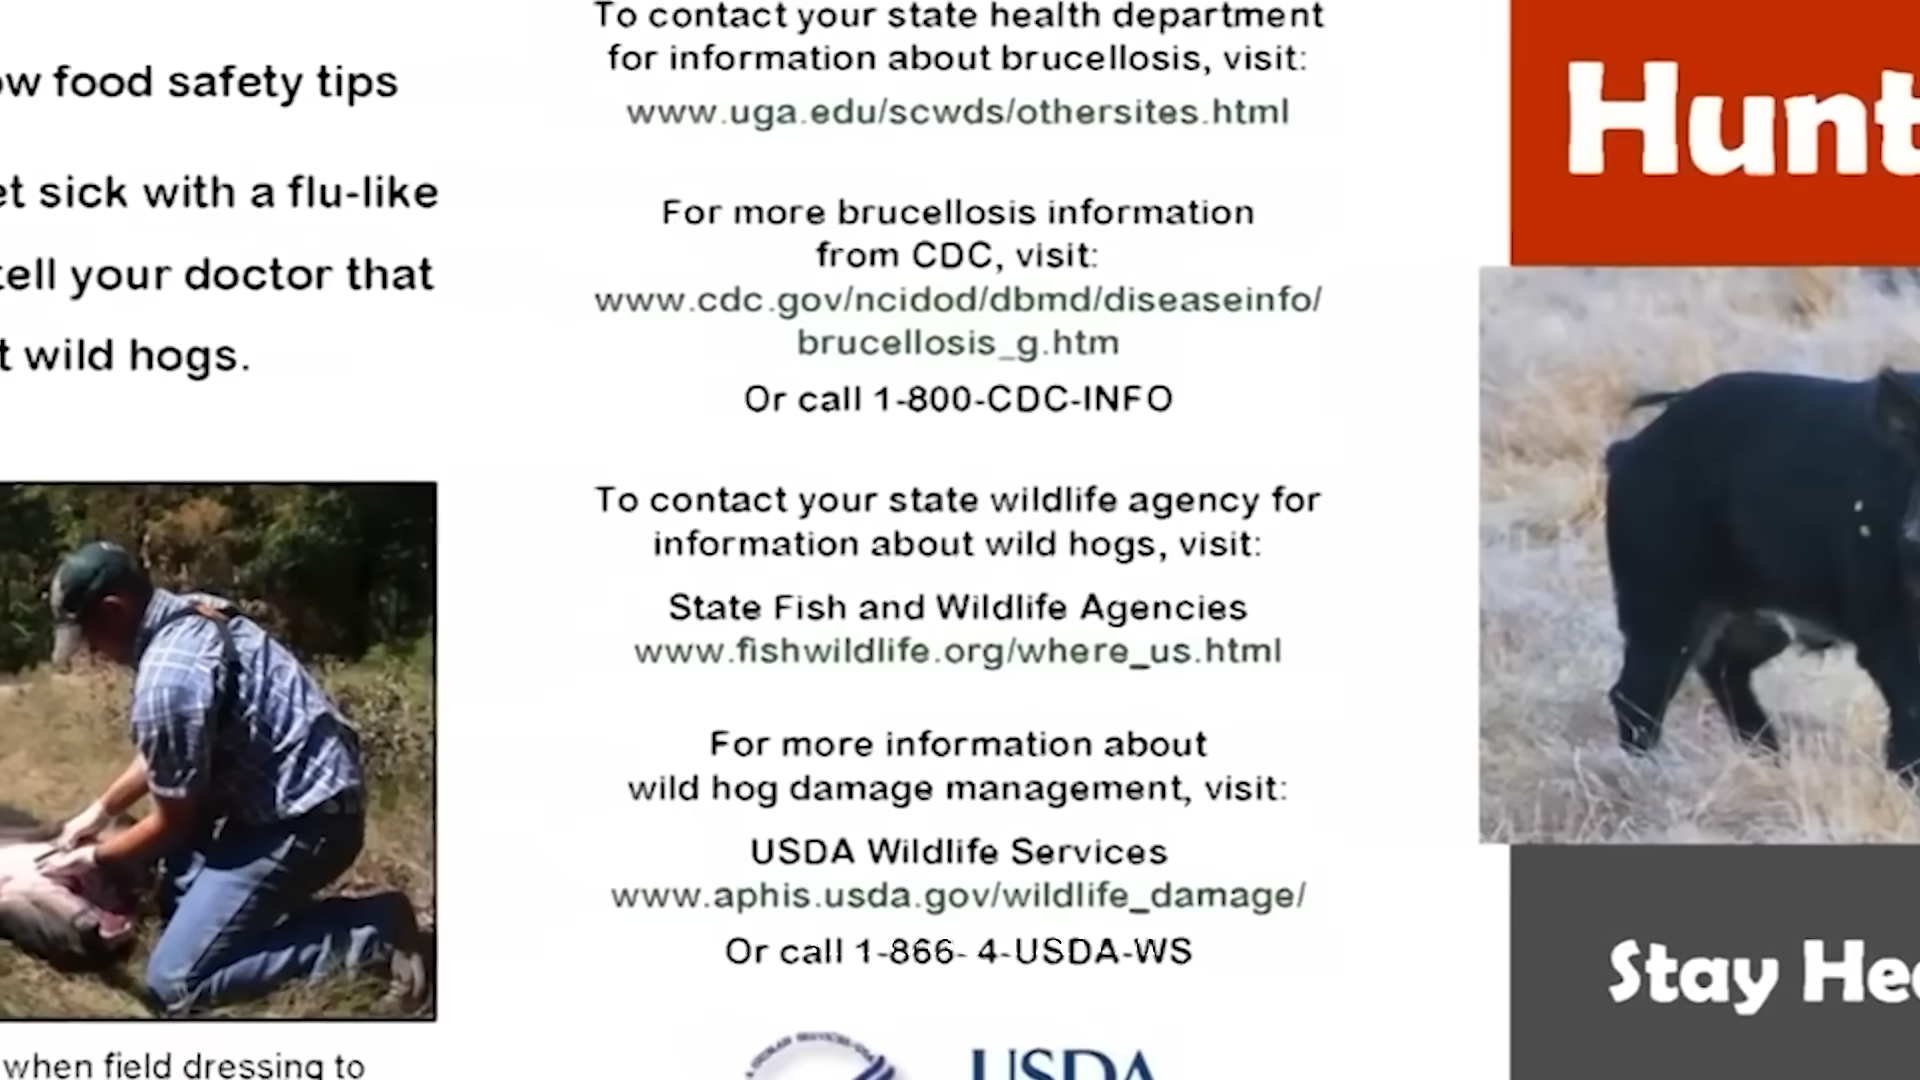 food safety tips
sick with a flu-like
your doctor that
wild hogs.
when field dressing to
To contact your state health department
for information about brucellosis, visit:
www.uga.edu/scwds/othersites.html
For more brucellosis information
from CDC, visit:
www.cdc.gov/ncidod/dbmd/diseaseinfo/
brucellosis_g.htm
Or call 1-800-CDC-INFO
To contact your state wildlife agency for
information about wild hogs, visit:
State Fish and Wildlife Agencies
www.fishwildlife.org/where_us.html
For more information about
wild hog damage management, visit:
USDA Wildlife Services
www.aphis.usda.gov/wildlife_damage/
Or call 1-866- 4-USDA-WS
USDA
Hunt
Stay Hea